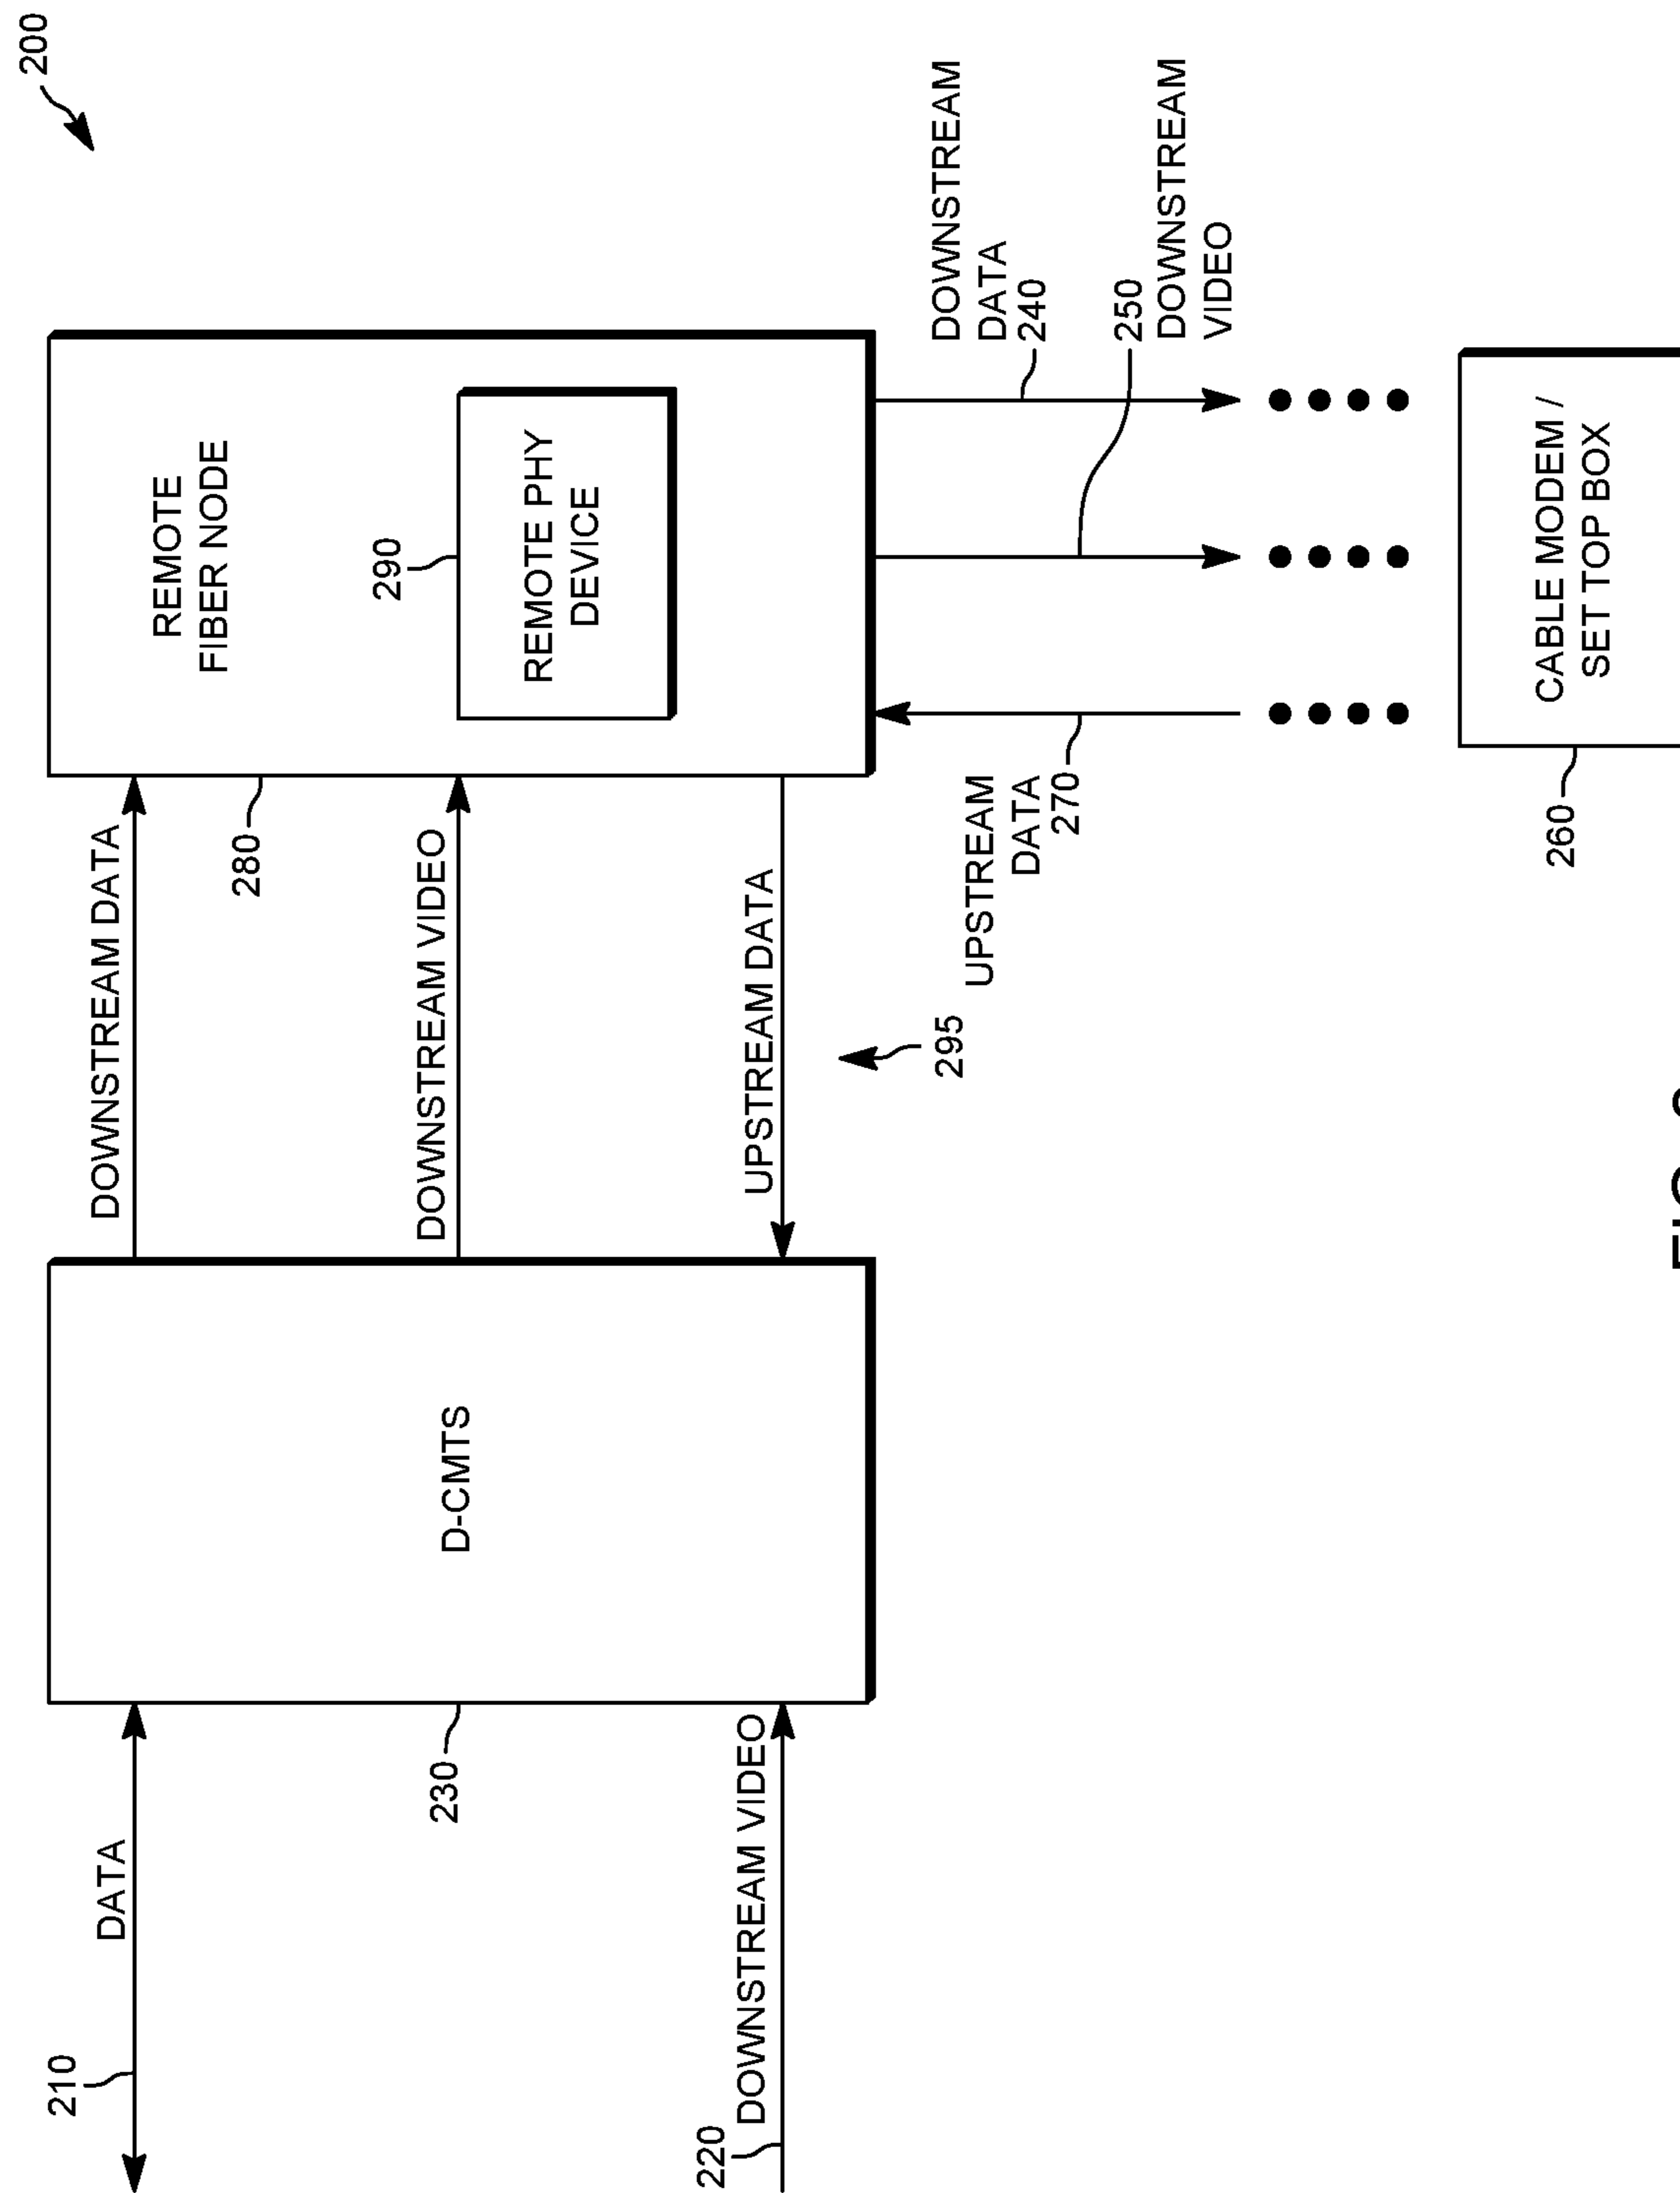 200
DATA
210
DOWNSTREAM VIDEO
220
D-CMTS
230
DOWNSTREAM DATA
DOWNSTREAM VIDEO
UPSTREAM DATA
295
REMOTE
FIBER NODE
280
290
REMOTE PHY
DEVICE
UPSTREAM
DATA
270
DOWNSTREAM
DATA
240
250
DOWNSTREAM
VIDEO
CABLE MODEM /
SET TOP BOX
260